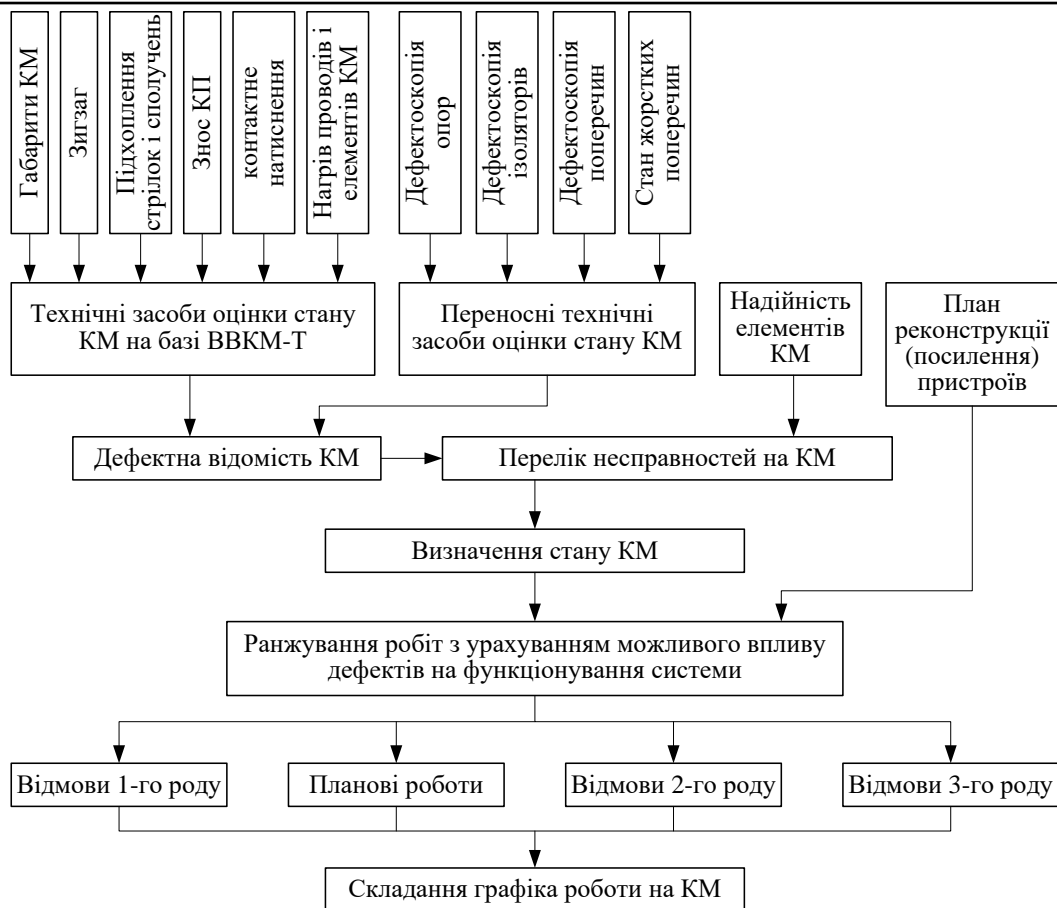 Габарити КМ
Зигзаг
Підхоплення
стрілок і сполучень
Знос КП
контактне
натиснення
Нагрів проводів і
елементів КМ
Дефектоскопія
опор
Дефектоскопія
ізоляторів
Дефектоскопія
поперечин
Стан жорстких
поперечин
Технічні засоби оцінки стану
КМ на базі ВВКМ-Т
Переносні технічні
засоби оцінки стану КМ
Надійність
елементів
КМ
План
реконструкції
(посилення)
пристроїв
Дефектна відомість КМ
Перелік несправностей на КМ
Визначення стану КМ
Ранжування робіт з урахуванням можливого впливу
дефектів на функціонування системи
Відмови 1-го роду
Планові роботи
Відмови 2-го роду
Відмови 3-го роду
Складання графіка роботи на КМ